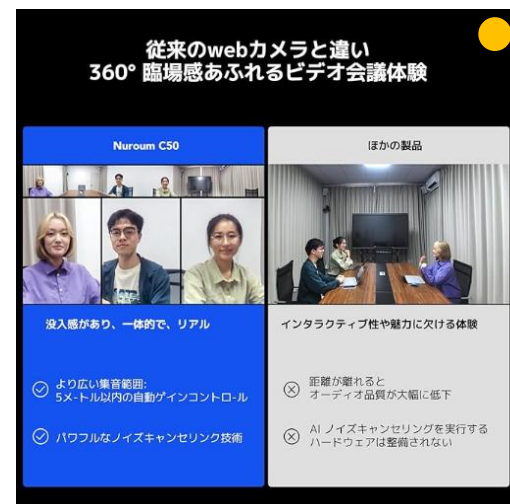 従来のwebカメラと違い
360° 臨場感あふれるビデオ会議体験
Nuroum C50
ほかの製品
没入感があり、一体的で、リアル
インタラクティブ性や魅力に欠ける体験
より広い集音範囲:
5メートル以内の自動ゲインコントロール
パワフルなノイズキャンセリンク技術
距離が離れると
オーディオ品質が大幅に低下
AI ノイズキャンセリングを実行する
ハードウェアは整備されない